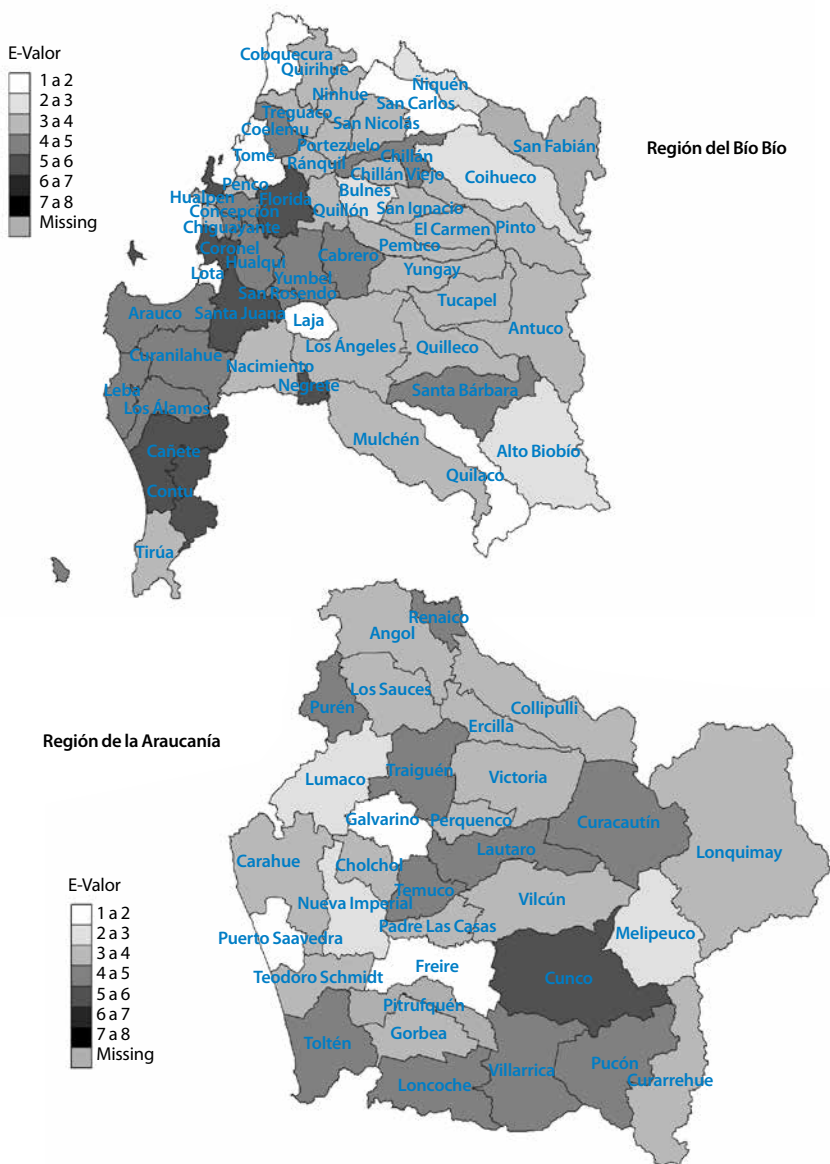 E-Valor
1 a 2
2 a 3
3 a 4
4 a 5
5 a 6
6 a 7
7 a 8
Missing
Región del Bío Bío
Cobquecura
Quirihue
Ninhue
Ñiquén
San Carlos
Treguaco
San Nicolás
Coelemu
San Fabián
Portezuelo
Tomé
Ránquil
Chillán
Chillán Viejo
Coihueco
Penco
Bulnes
Hualpén
Florida
Quillón
San Ignacio
Concepción
El Carmen
Pinto
Chiguayante
Pemuco
Coronel
Cabrero
Hualqui
Yungay
Lota
Yumbel
San Rosendo
Tucapel
Arauco
Santa Juana
Laja
Antuco
Los Ángeles
Quilleco
Curanilahue
Nacimiento
Negrete
Santa Bárbara
Lebu
Los Álamos
Mulchén
Alto Biobío
Cañete
Quilaco
Contu
Tirúa
Región de la Araucanía
Renaico
Angol
Los Sauces
Collipulli
Purén
Ercilla
Lumaco
Traiguén
Victoria
Galvarino
Perquenco
Curacautín
Lautaro
Lonquimay
Carahue
Cholchol
Temuco
Vilcún
Nueva Imperial
Padre Las Casas
Melipeuco
Puerto Saavedra
Freire
Teodoro Schmidt
Cunco
Pitrufquén
Gorbea
Toltén
Villarrica
Pucón
Loncoche
Curarrehue
E-Valor
1 a 2
2 a 3
3 a 4
4 a 5
5 a 6
6 a 7
7 a 8
Missing